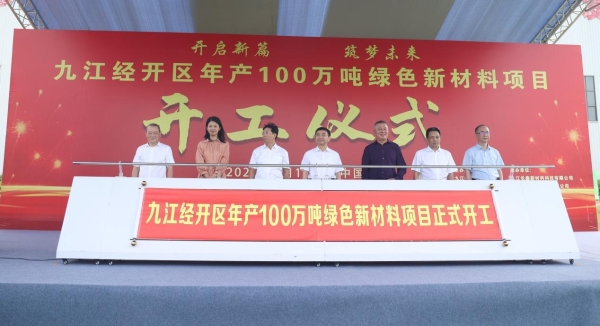 开启新篇 筑梦未来
九江经开区年产100万吨绿色新材料项目
开工仪式
九江经开区年产100万吨绿色新材料项目正式开工